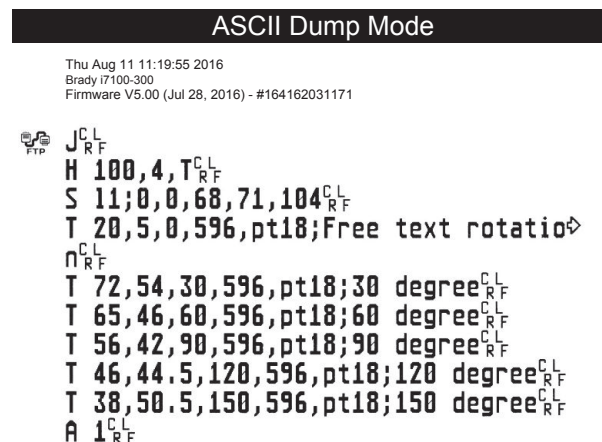 ASCII Dump Mode
Thu Aug 11 11:19:55 2016
Brady i7100-300
Firmware V5.00 (Jul 28, 2016) - #164162031171
FTP
J␍␊
H 100,4,T␍␊
S l1;0,0,68,71,104␍␊
T 20,5,0,596,pt18;Free text rotatio⇨
n␍␊
T 72,54,30,596,pt18;30 degree␍␊
T 65,46,60,596,pt18;60 degree␍␊
T 56,42,90,596,pt18;90 degree␍␊
T 46,44.5,120,596,pt18;120 degree␍␊
T 38,50.5,150,596,pt18;150 degree␍␊
A 1␍␊